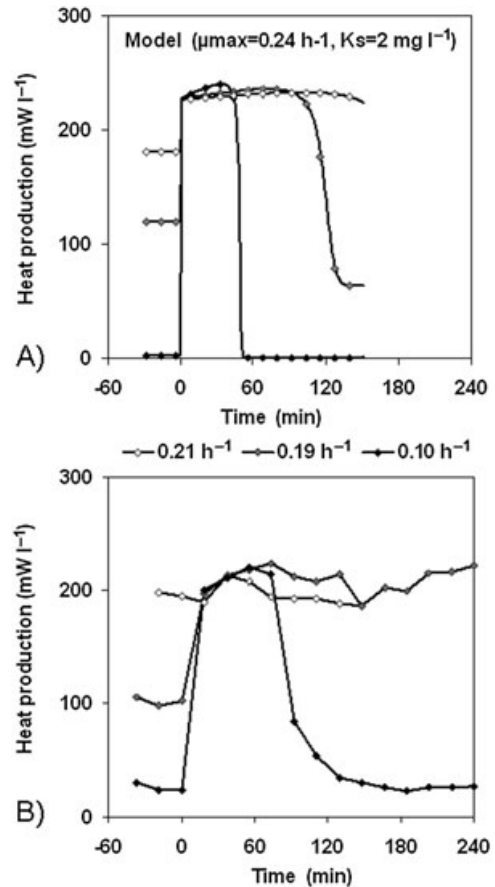 Model (μmax=0.24 h-1, Ks=2 mg l⁻¹)
Heat production (mW l⁻¹)
300
200
100
0
A)
-60 0 60 120 180 240
Time (min)
0.21 h⁻¹ 0.19 h⁻¹ 0.10 h⁻¹
Heat production (mW l⁻¹)
300
200
100
0
B)
-60 0 60 120 180 240
Time (min)